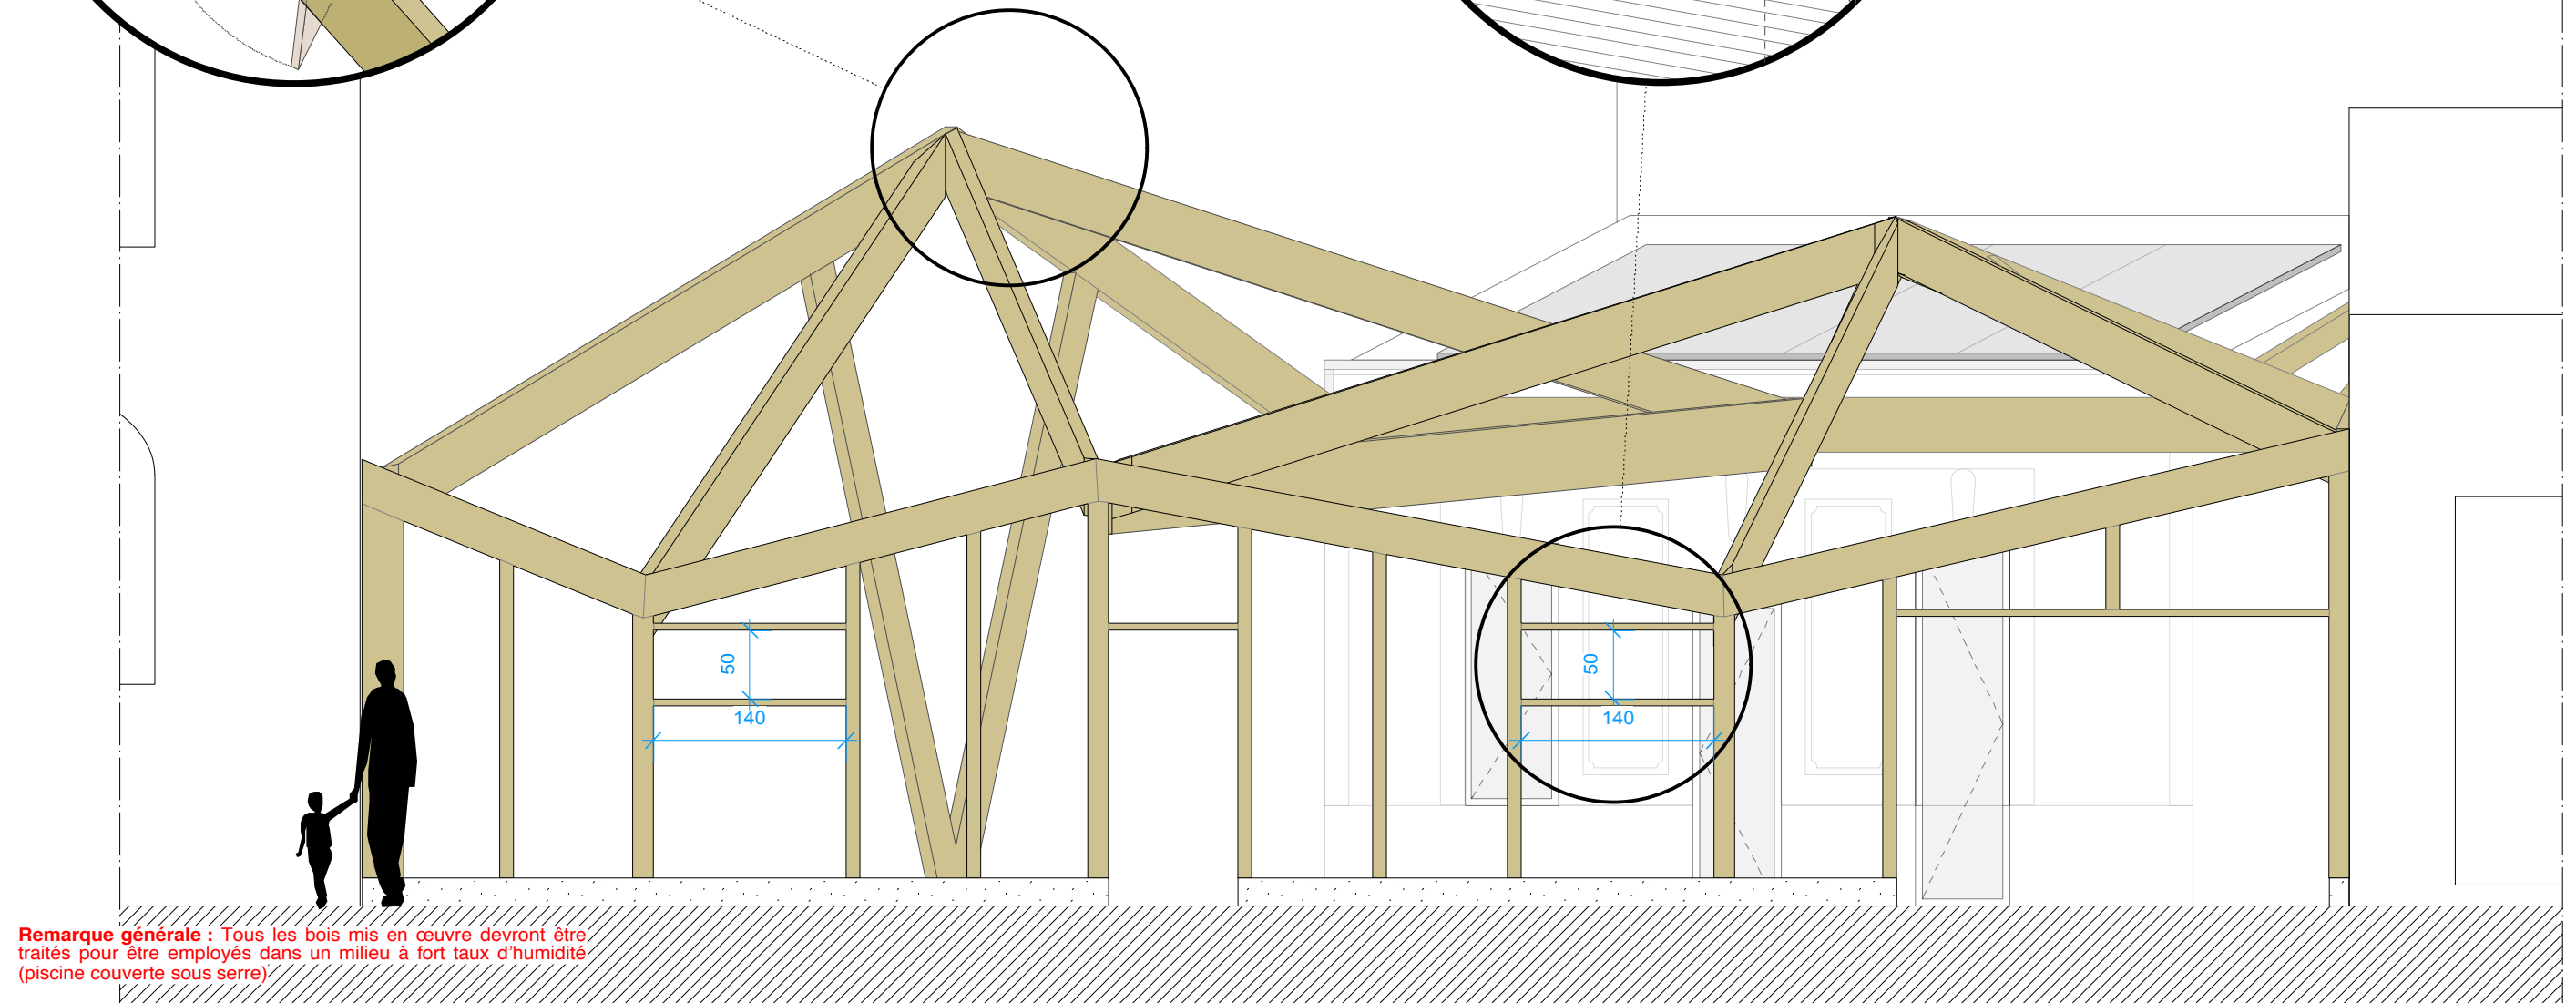 50
50
140
140
Remarque générale : Tous les bois mis en œuvre devront être
traités pour être employés dans un milieu à fort taux d'humidité
(piscine couverte sous serre)